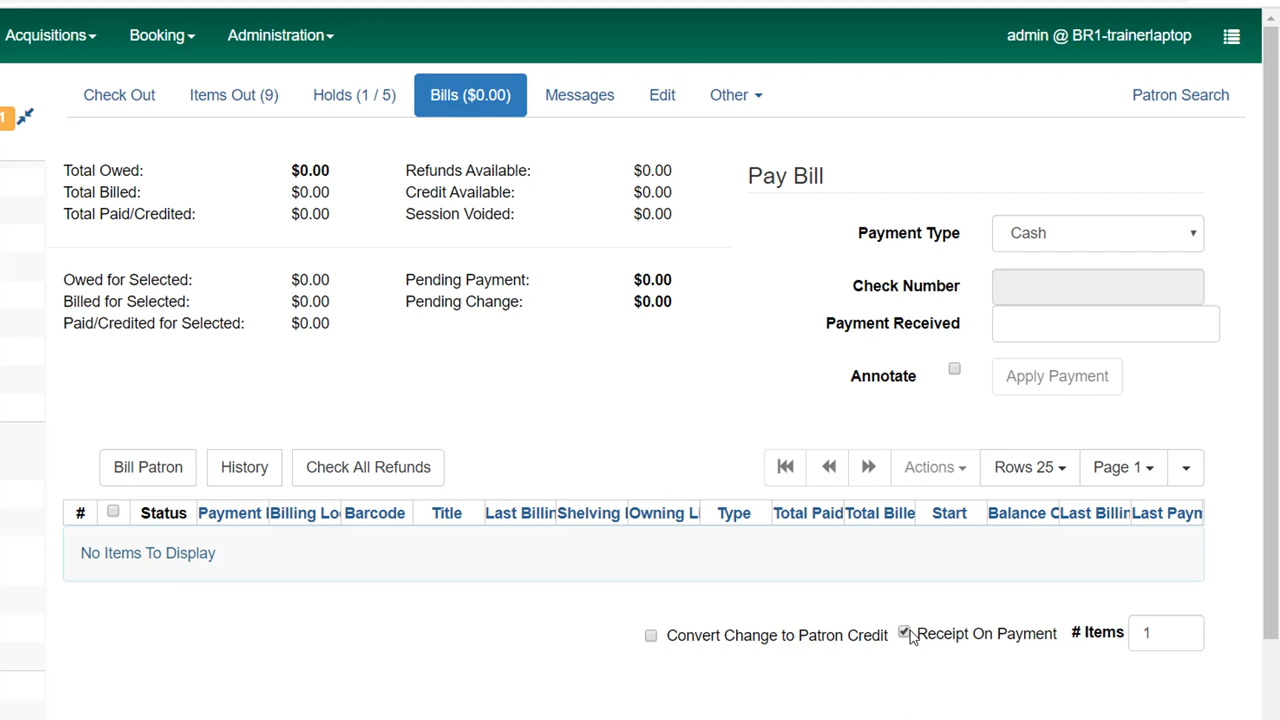 Acquisitions Booking Administration admin @ BR1-trainerlaptop
1 Check Out Items Out (9) Holds (1 / 5) Bills ($0.00) Messages Edit Other Patron Search
Total Owed: $0.00 Refunds Available: $0.00
Total Billed: $0.00 Credit Available: $0.00
Total Paid/Credited: $0.00 Session Voided: $0.00
Owed for Selected: $0.00 Pending Payment: $0.00
Billed for Selected: $0.00 Pending Change: $0.00
Paid/Credited for Selected: $0.00
Pay Bill
Payment Type Cash
Check Number
Payment Received
Annotate Apply Payment
Bill Patron History Check All Refunds Actions Rows 25 Page 1
# Status Payment Billing Lo Barcode Title Last Billin Shelving Owning Li Type Total Paid Total Bille Start Balance Last Billin Last Paym
No Items To Display
Convert Change to Patron Credit Receipt On Payment # Items 1